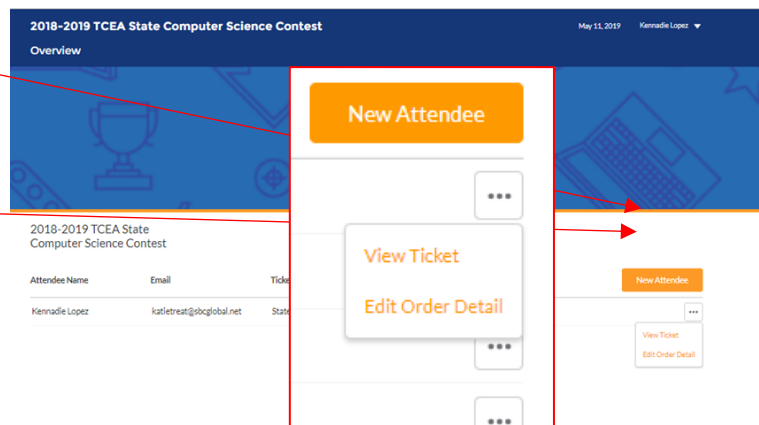 2018-2019 TCEA State Computer Science Contest
May 11, 2019 Kennadie Lopez
Overview
New Attendee
View Ticket
Edit Order Detail
2018-2019 TCEA State
Computer Science Contest
Attendee Name Email Ticke New Attendee
Kennadie Lopez katietreat@sbcglobal.net State
View Ticket
Edit Order Detail